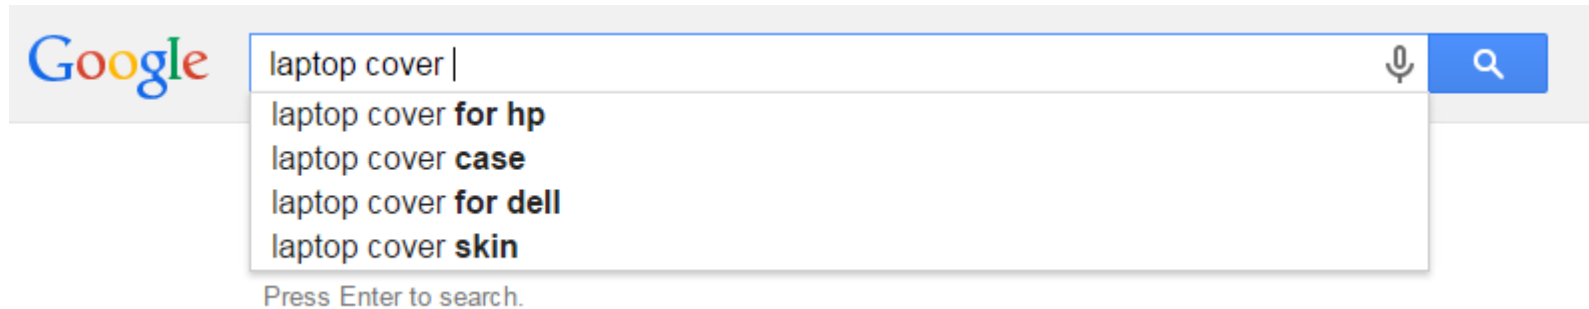 Google
laptop cover
laptop cover for hp
laptop cover case
laptop cover for dell
laptop cover skin
Press Enter to search.